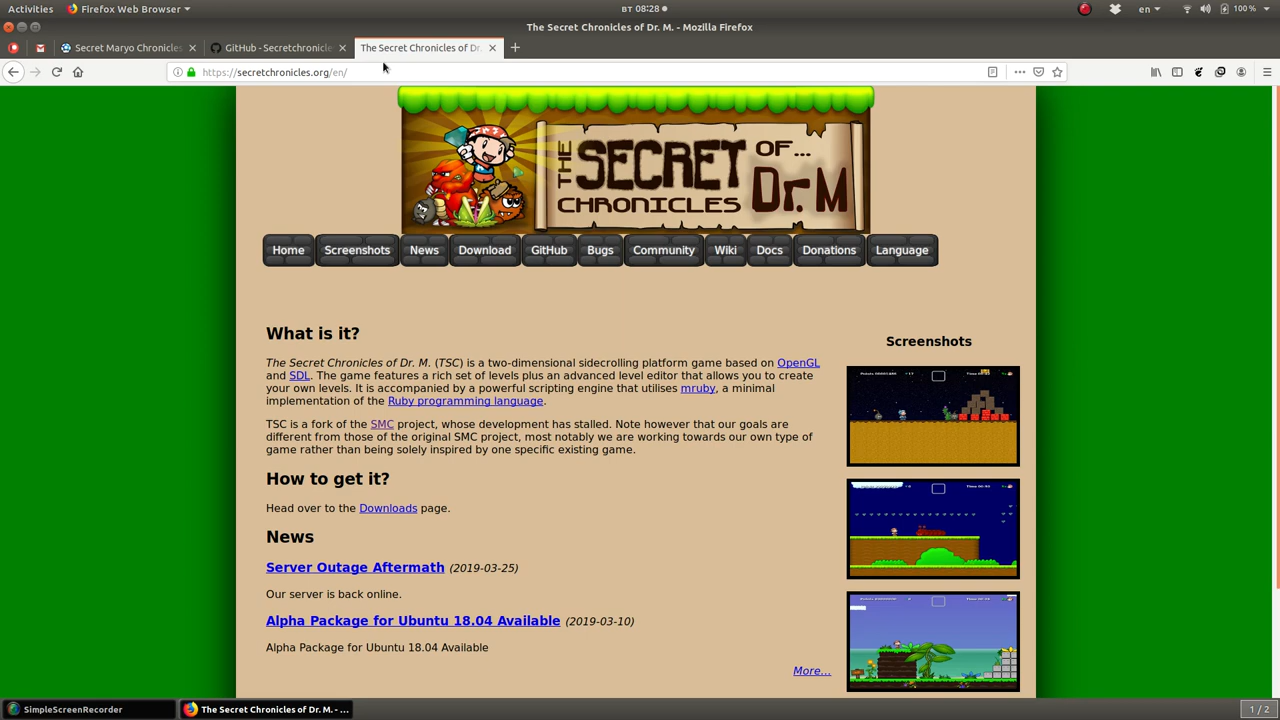 Activities Firefox Web Browser вт 08:28 en 100 %
The Secret Chronicles of Dr. M. - Mozilla Firefox
Secret Maryo Chronicles GitHub - Secretchronicle The Secret Chronicles of Dr.
https://secretchronicles.org/en/
THE SECRET CHRONICLES OF... Dr. M
Home Screenshots News Download GitHub Bugs Community Wiki Docs Donations Language
What is it?
The Secret Chronicles of Dr. M. (TSC) is a two-dimensional sidecrolling platform game based on OpenGL
and SDL. The game features a rich set of levels plus an advanced level editor that allows you to create
your own levels. It is accompanied by a powerful scripting engine that utilises mruby, a minimal
implementation of the Ruby programming language.
TSC is a fork of the SMC project, whose development has stalled. Note however that our goals are
different from those of the original SMC project, most notably we are working towards our own type of
game rather than being solely inspired by one specific existing game.
How to get it?
Head over to the Downloads page.
News
Server Outage Aftermath (2019-03-25)
Our server is back online.
Alpha Package for Ubuntu 18.04 Available (2019-03-10)
Alpha Package for Ubuntu 18.04 Available
More...
Screenshots
SimpleScreenRecorder The Secret Chronicles of Dr. M. - ... 1 / 2